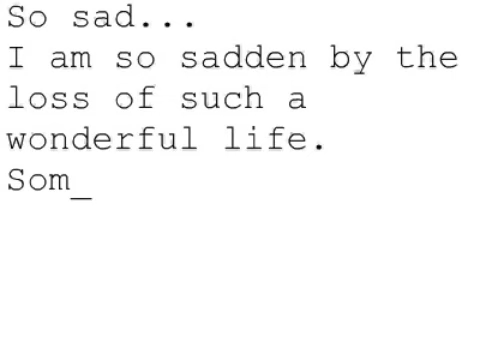 So sad...
I am so sadden by the
loss of such a
wonderful life.
Som_